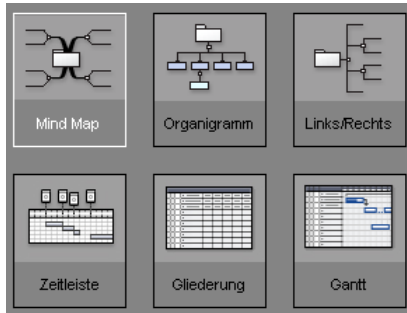 Mind Map
Organigramm
Links/Rechts
Zeitleiste
Gliederung
Gantt